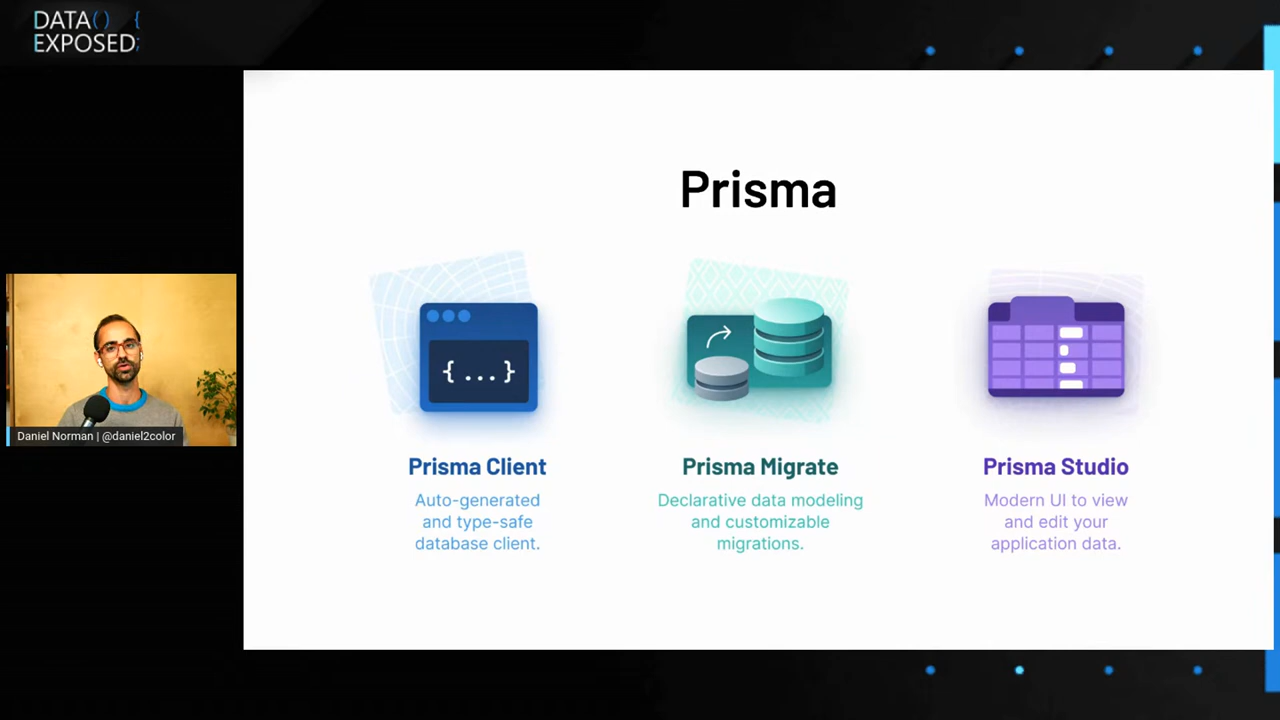 DATA() {
EXPOSED;
Prisma
{...}
Prisma Client
Auto-generated
and type-safe
database client.
Prisma Migrate
Declarative data modeling
and customizable
migrations.
Prisma Studio
Modern UI to view
and edit your
application data.
Daniel Norman | @daniel2color